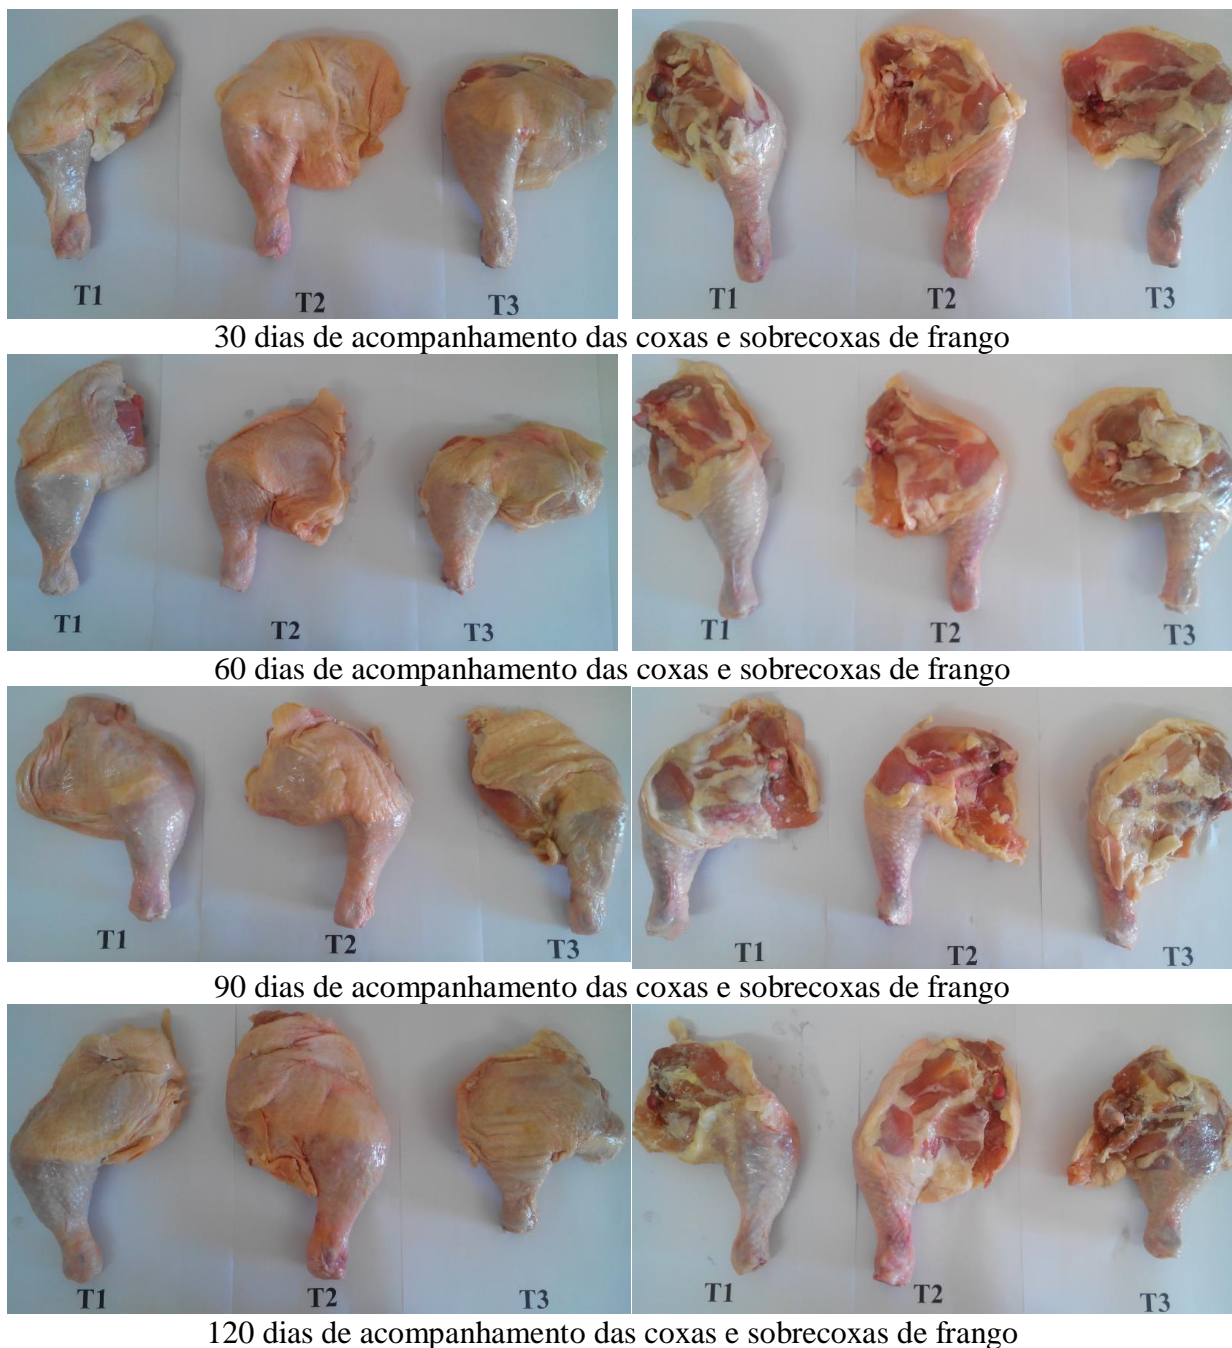 T1 T2 T3 T1 T2 T3
30 dias de acompanhamento das coxas e sobrecoxas de frango
T1 T2 T3 T1 T2 T3
60 dias de acompanhamento das coxas e sobrecoxas de frango
T1 T2 T3 T1 T2 T3
90 dias de acompanhamento das coxas e sobrecoxas de frango
T1 T2 T3 T1 T2 T3
120 dias de acompanhamento das coxas e sobrecoxas de frango